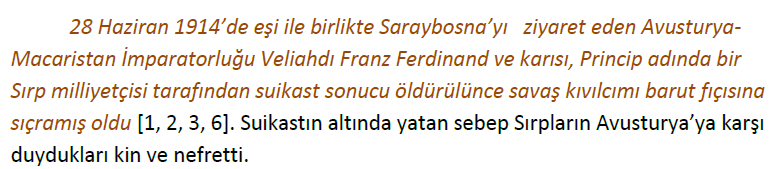 28 Haziran 1914’de eşi ile birlikte Saraybosna’yı ziyaret eden Avusturya-
Macaristan İmparatorluğu Veliahdı Franz Ferdinand ve karısı, Princip adında bir
Sırp milliyetçisi tarafından suikast sonucu öldürülünce savaş kıvılcımı barut fıçısına
sıçramış oldu [1, 2, 3, 6]. Suikastın altında yatan sebep Sırpların Avusturya’ya karşı
duydukları kin ve nefretti.